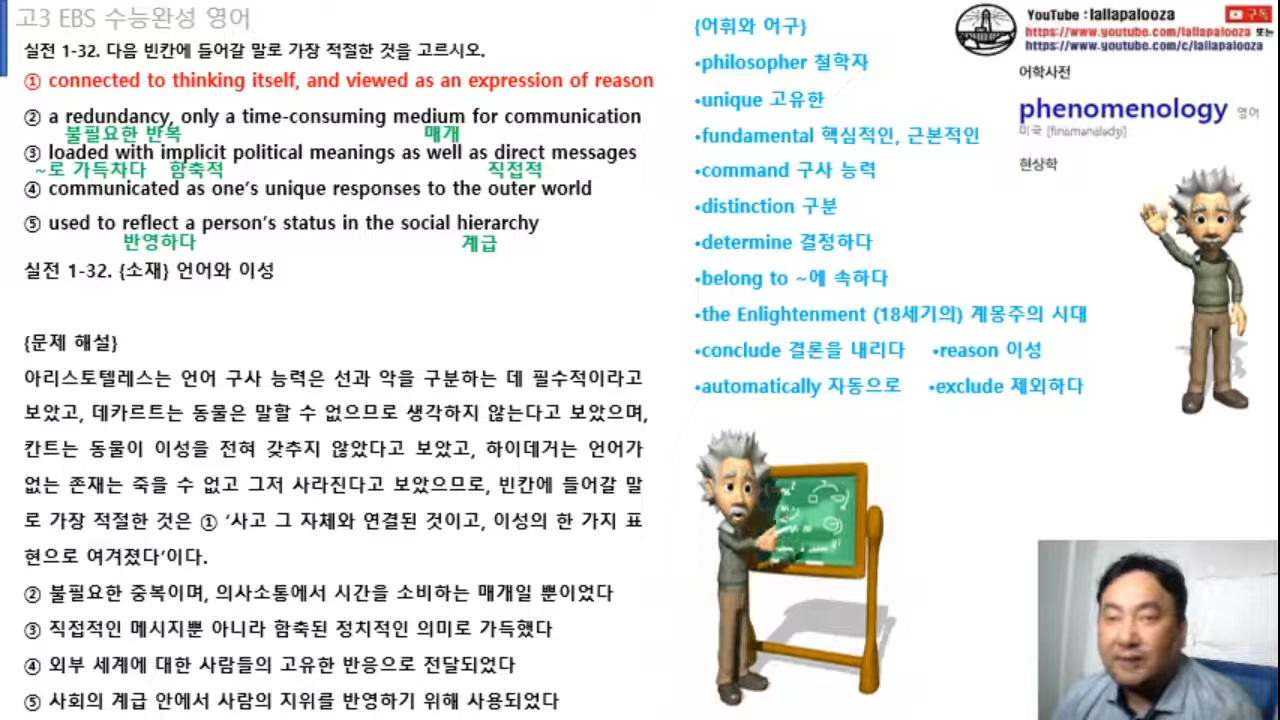 고3 EBS 수능완성 영어
실전 1-32. 다음 빈칸에 들어갈 말로 가장 적절한 것을 고르시오.
① connected to thinking itself, and viewed as an expression of reason
② a redundancy, only a time-consuming medium for communication
불필요한 반복 매개
③ loaded with implicit political meanings as well as direct messages
~로 가득차다 함축적 직접적
④ communicated as one's unique responses to the outer world
⑤ used to reflect a person's status in the social hierarchy
반영하다 계급
실전 1-32. {소재} 언어와 이성
{문제 해설}
아리스토텔레스는 언어 구사 능력은 선과 악을 구분하는 데 필수적이라고
보았고, 데카르트는 동물은 말할 수 없으므로 생각하지 않는다고 보았으며,
칸트는 동물이 이성을 전혀 갖추지 않았다고 보았고, 하이데거는 언어가
없는 존재는 죽을 수 없고 그저 사라진다고 보았으므로, 빈칸에 들어갈 말
로 가장 적절한 것은 ① '사고 그 자체와 연결된 것이고, 이성의 한 가지 표
현으로 여겨졌다'이다.
② 불필요한 중복이며, 의사소통에서 시간을 소비하는 매개일 뿐이었다
③ 직접적인 메시지뿐 아니라 함축된 정치적인 의미로 가득했다
④ 외부 세계에 대한 사람들의 고유한 반응으로 전달되었다
⑤ 사회의 계급 안에서 사람의 지위를 반영하기 위해 사용되었다
{어휘와 어구}
•philosopher 철학자
•unique 고유한
•fundamental 핵심적인, 근본적인
•command 구사 능력
•distinction 구분
•determine 결정하다
•belong to ~에 속하다
•the Enlightenment (18세기의) 계몽주의 시대
•conclude 결론을 내리다 •reason 이성
•automatically 자동으로 •exclude 제외하다
YouTube : lallapalooza 구독
https://www.youtube.com/lallapalooza 또는
https://www.youtube.com/c/lallapalooza
어학사전
phenomenology 영어
미국 [finɑ̀mənάlədʒi]
현상학